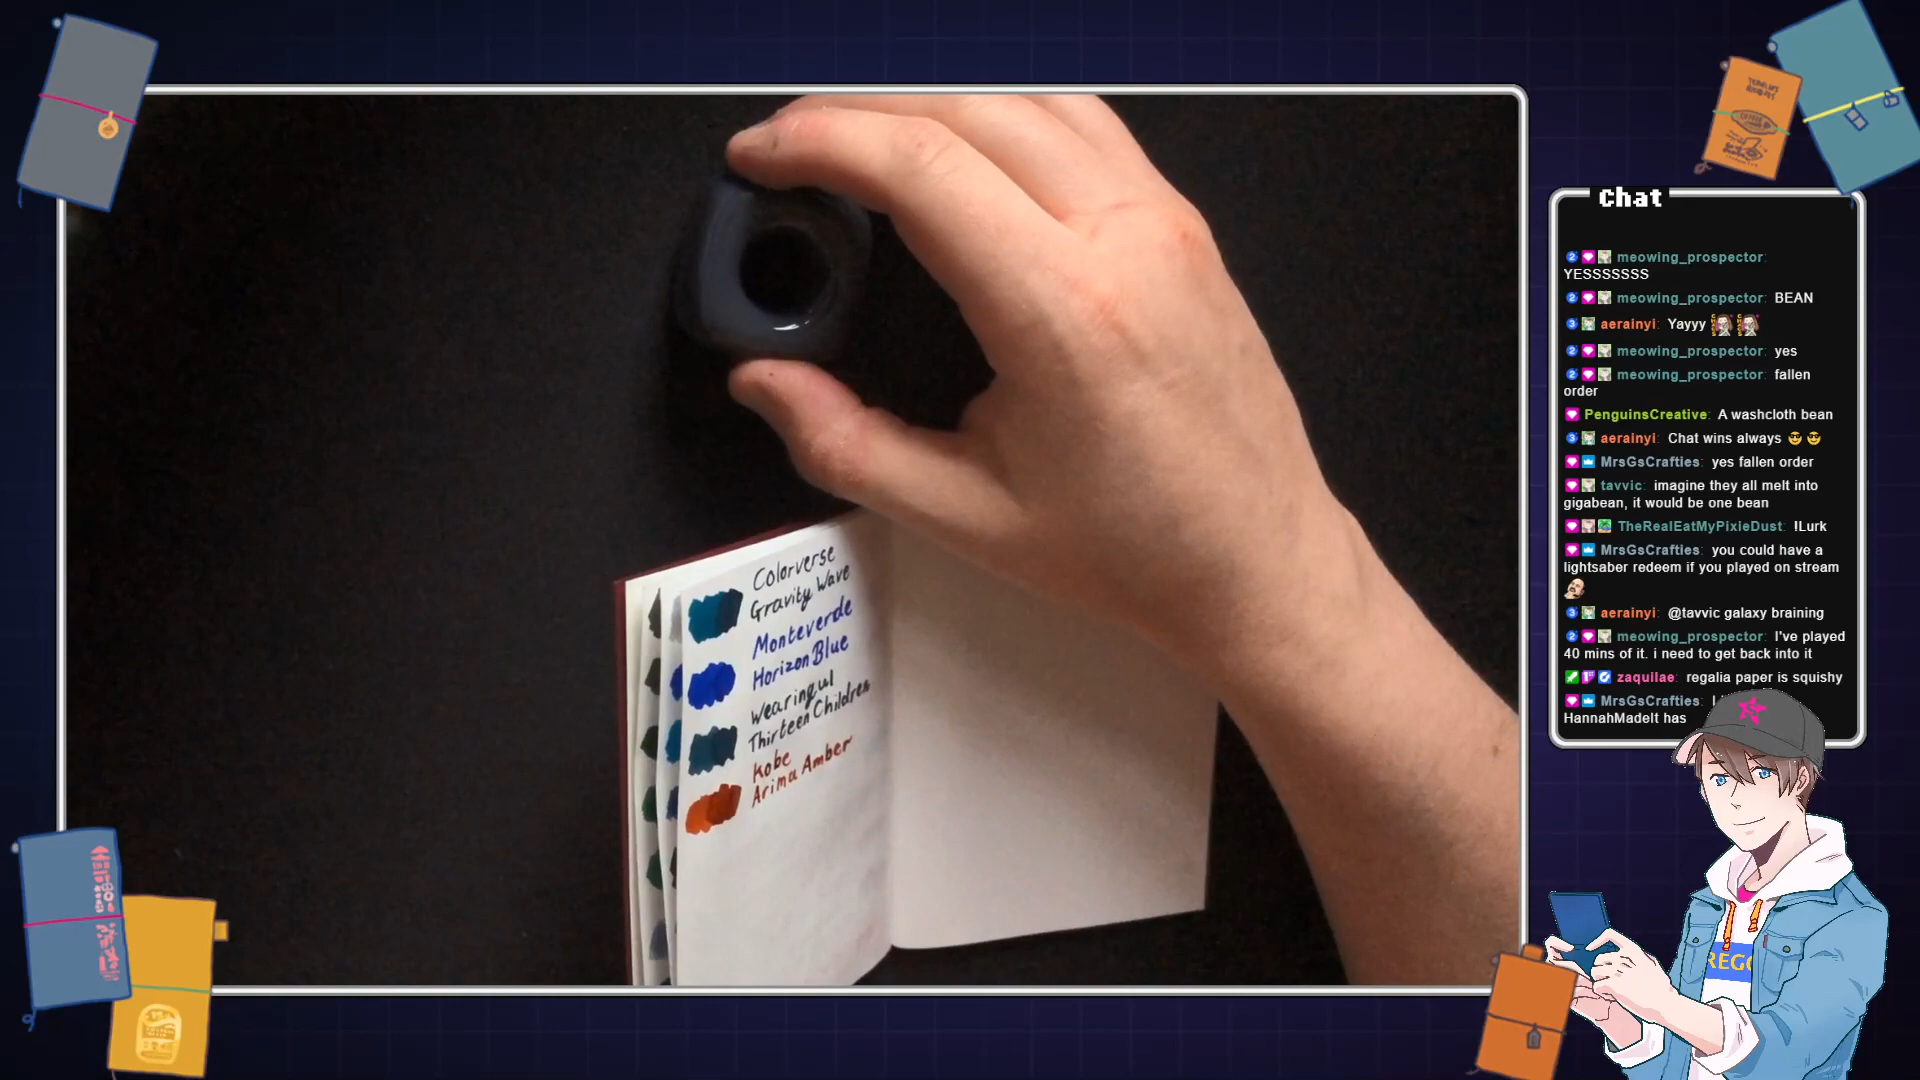 Colorverse
Gravity Wave
Monteverde
Horizon Blue
Wearingul
Thirteen Children
Kobe
Arima Amber
chat
meowing_prospector:
YESSSSSSS
meowing_prospector: BEAN
aerainyi: Yayyy
meowing_prospector: yes
meowing_prospector: fallen
order
PenguinsCreative: A washcloth bean
aerainyi: Chat wins always 😎 😎
MrsGsCrafties: yes fallen order
tavvic: imagine they all melt into
gigabean, it would be one bean
TheRealEatMyPixieDust: !Lurk
MrsGsCrafties: you could have a
lightsaber redeem if you played on stream
aerainyi: @tavvic galaxy braining
meowing_prospector: I've played
40 mins of it. i need to get back into it
zaquilae: regalia paper is squishy
MrsGsCrafties:
HannahMadeIt has
REGO